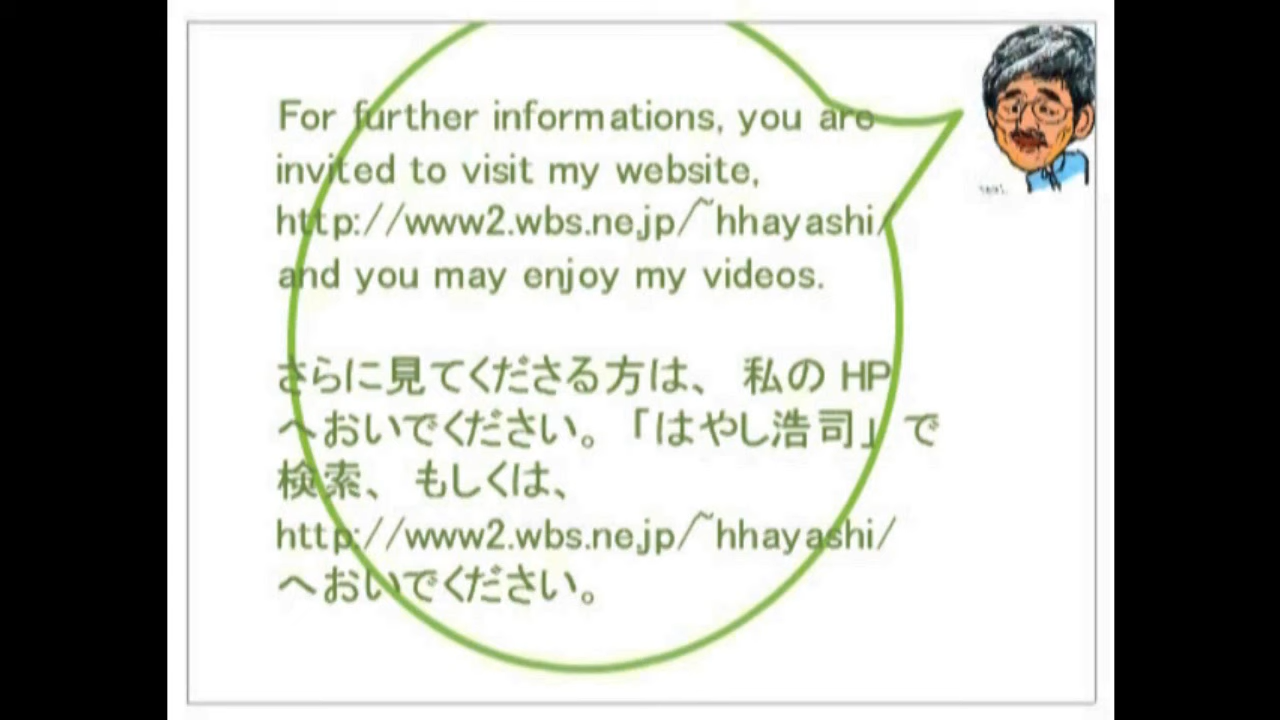 For further informations, you are
invited to visit my website,
http://www2.wbs.ne.jp/~hhayashi/
and you may enjoy my videos.
さらに見てくださる方は、 私の HP
へおいでください。「はやし浩司」で
検索、 もしくは、
http://www2.wbs.ne.jp/~hhayashi/
へおいでください。